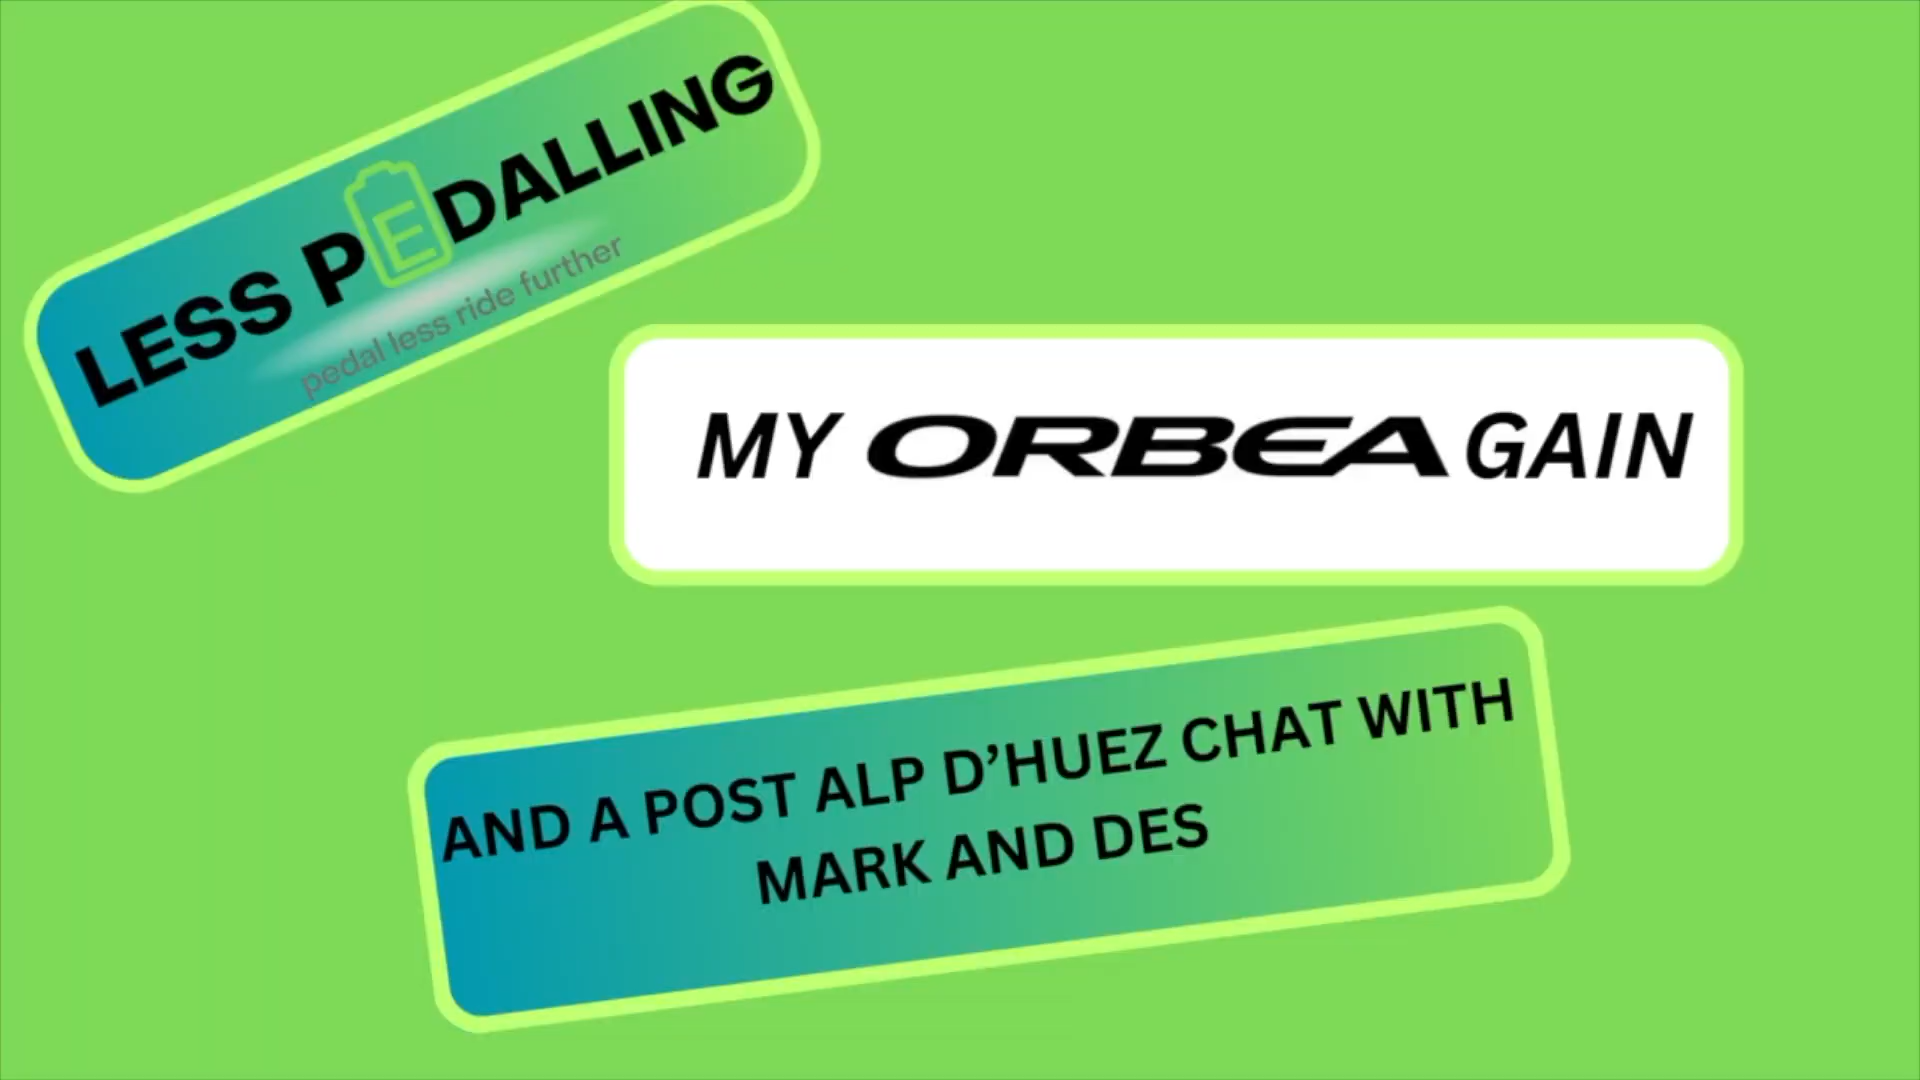 LESS PEDALLING
pedal less ride further
MY ORBEA GAIN
AND A POST ALP D’HUEZ CHAT WITH
MARK AND DES